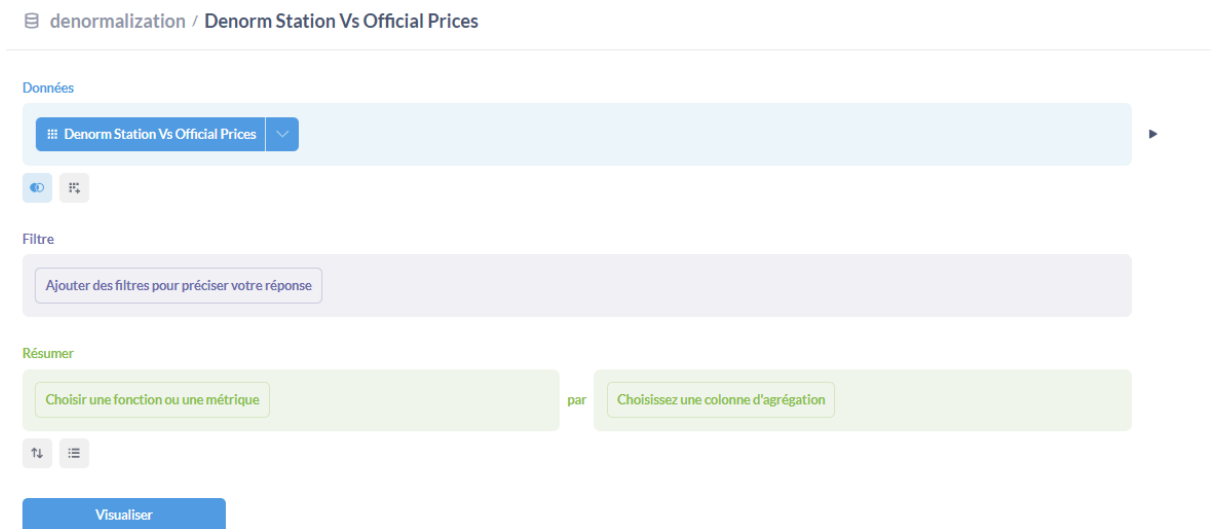 denormalization / Denorm Station Vs Official Prices
Données
Denorm Station Vs Official Prices
Filtre
Ajouter des filtres pour préciser votre réponse
Résumer
Choisir une fonction ou une métrique par Choisissez une colonne d'agrégation
Visualiser